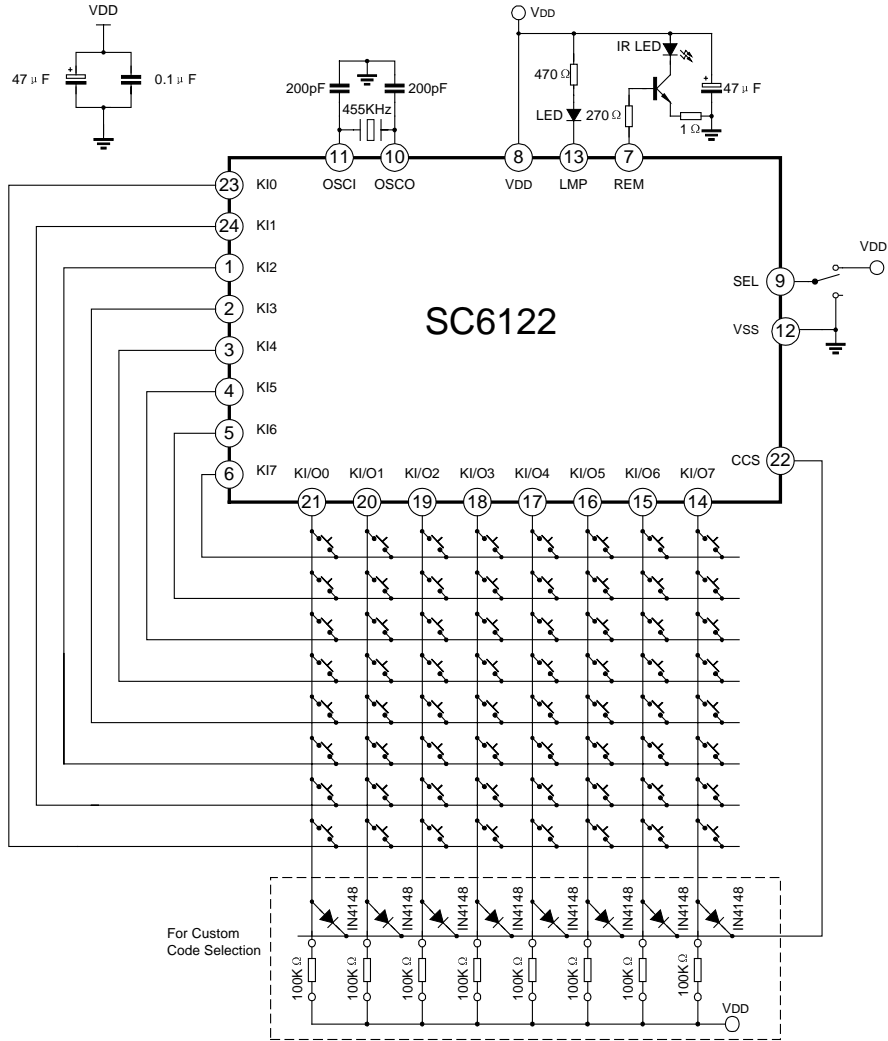 VDD
47 μF
0.1 μF
200pF
200pF
455KHz
VDD
IR LED
470 Ω
47 μF
LED
270 Ω
1 Ω
11
10
8
13
7
OSCI
OSCO
VDD
LMP
REM
23
KI0
24
KI1
1
KI2
2
KI3
3
KI4
4
KI5
5
KI6
6
KI7
SC6122
VDD
SEL
9
VSS
12
CCS
22
KI/O0
KI/O1
KI/O2
KI/O3
KI/O4
KI/O5
KI/O6
KI/O7
21
20
19
18
17
16
15
14
For Custom
Code Selection
IN4148
IN4148
IN4148
IN4148
IN4148
IN4148
IN4148
IN4148
100K Ω
100K Ω
100K Ω
100K Ω
100K Ω
100K Ω
100K Ω
100K Ω
VDD